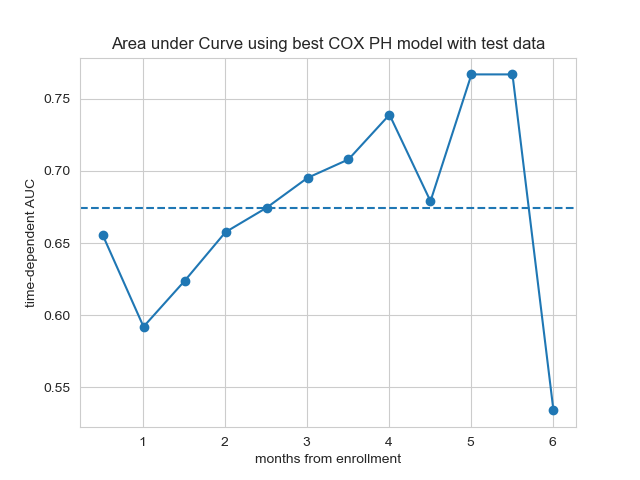 Area under Curve using best COX PH model with test data
time-dependent AUC
0.75
0.70
0.65
0.60
0.55
1 2 3 4 5 6
months from enrollment